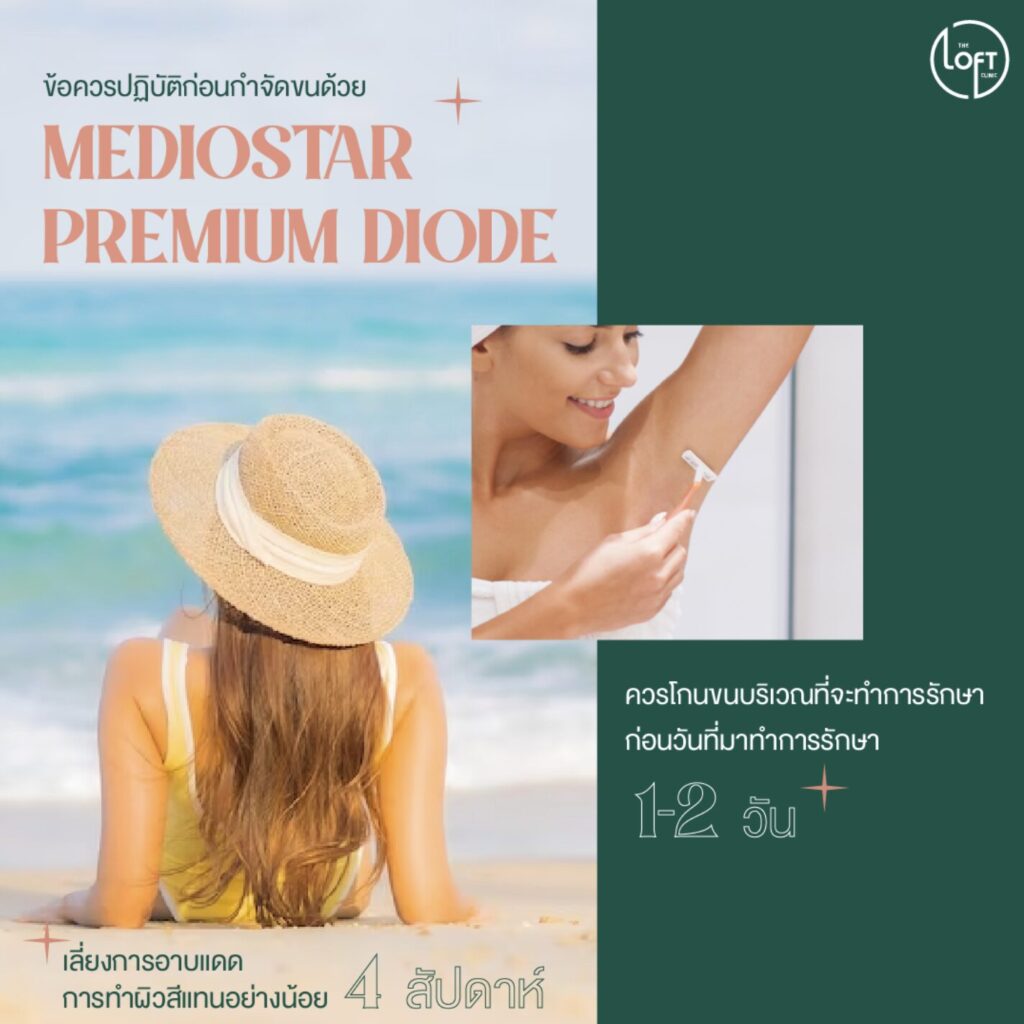 THE
LOFT
CLINIC
ข้อควรปฏิบัติก่อนกำจัดขนด้วย
MEDIOSTAR
PREMIUM DIODE
ควรโกนขนบริเวณที่จะทำการรักษา
ก่อนวันที่มาทำการรักษา
1-2 วัน
เลี่ยงการอาบแดด
การทำผิวสีแทนอย่างน้อย 4 สัปดาห์